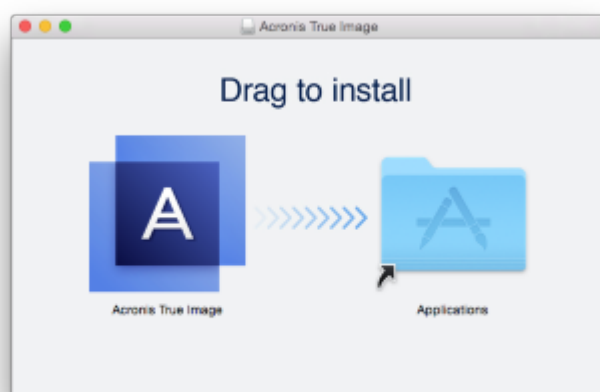 Acronis True Image
Drag to install
Acronis True Image
Applications